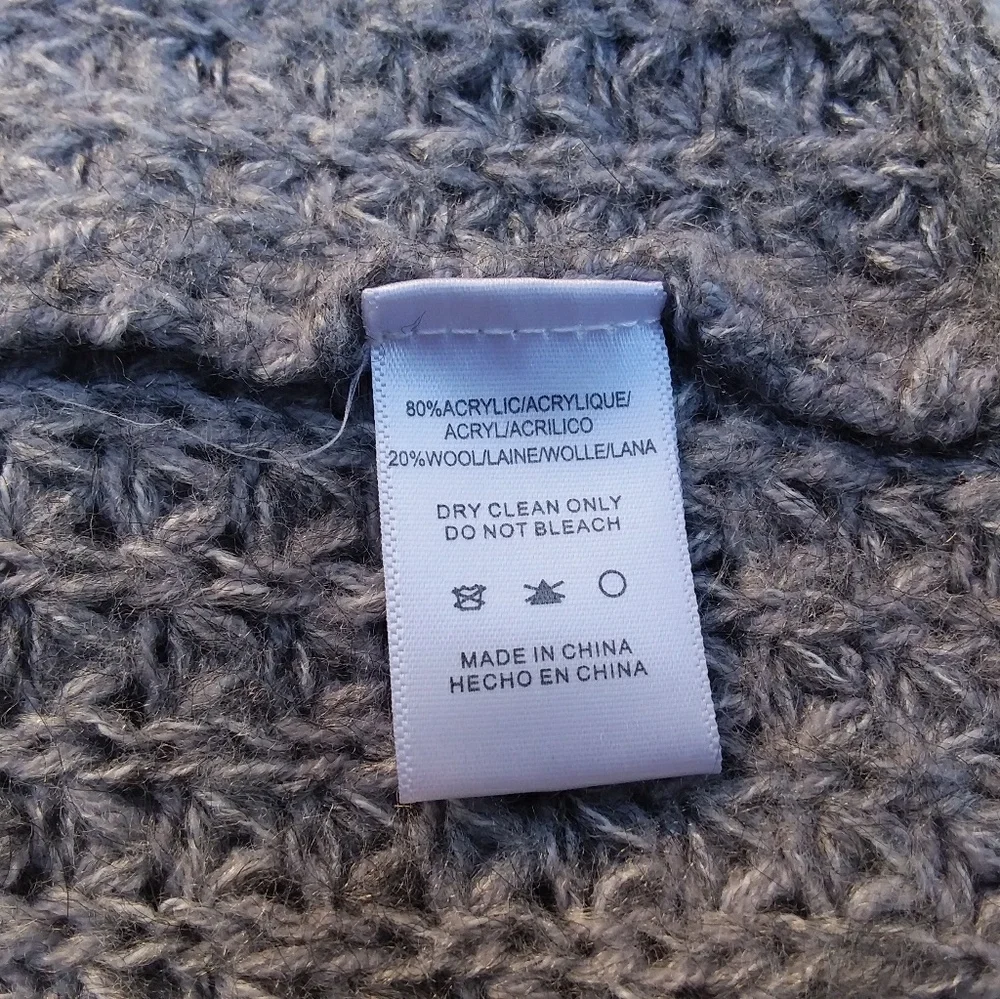 80%ACRYLIC/ACRYLIQUE/
ACRYL/ACRILICO
20%WOOL/LAINE/WOLLE/LANA
DRY CLEAN ONLY
DO NOT BLEACH
MADE IN CHINA
HECHO EN CHINA